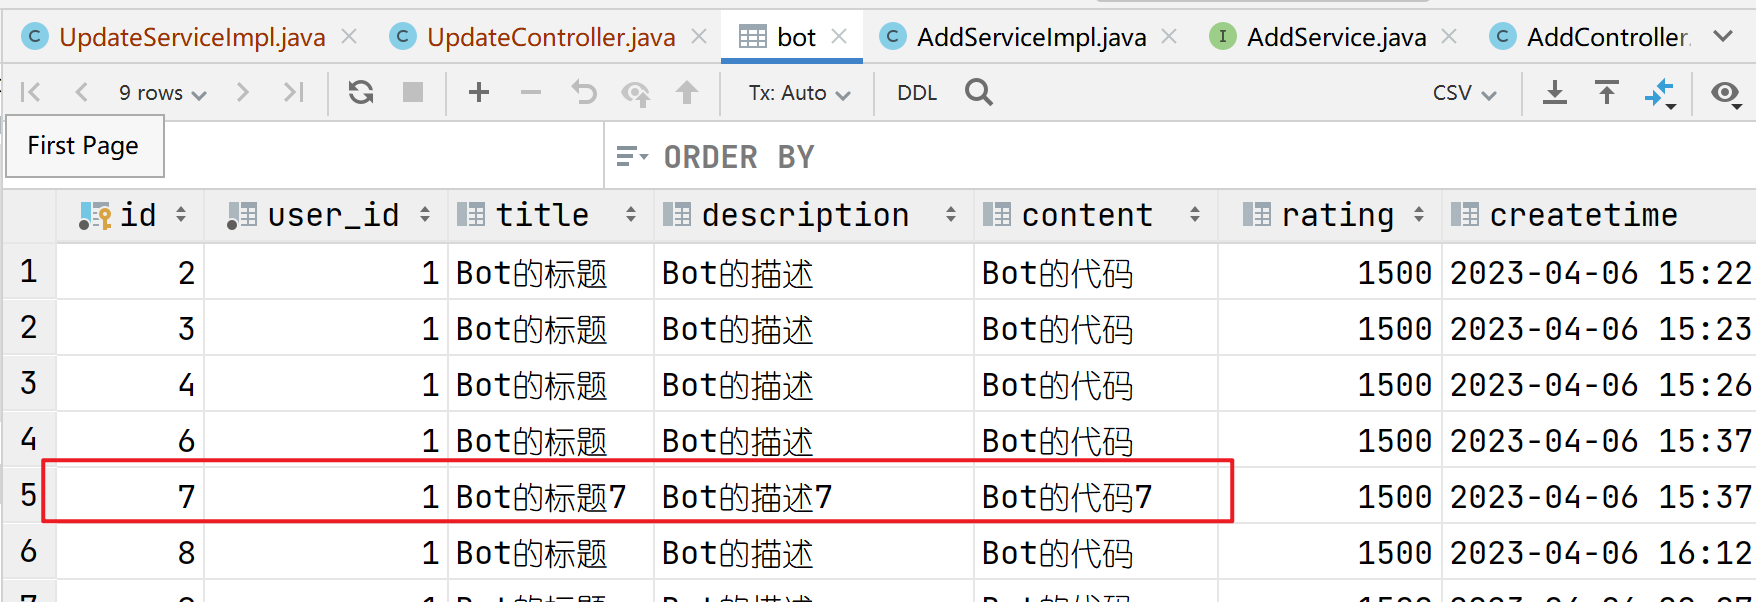 UpdateServiceImpl.java UpdateController.java bot AddServiceImpl.java AddService.java AddController.
9 rows Tx: Auto DDL CSV
First Page
ORDER BY
id user_id title description content rating createtime
1 2 1 Bot的标题 Bot的描述 Bot的代码 1500 2023-04-06 15:22
2 3 1 Bot的标题 Bot的描述 Bot的代码 1500 2023-04-06 15:23
3 4 1 Bot的标题 Bot的描述 Bot的代码 1500 2023-04-06 15:26
4 6 1 Bot的标题 Bot的描述 Bot的代码 1500 2023-04-06 15:37
5 7 1 Bot的标题7 Bot的描述7 Bot的代码7 1500 2023-04-06 15:37
6 8 1 Bot的标题 Bot的描述 Bot的代码 1500 2023-04-06 16:12